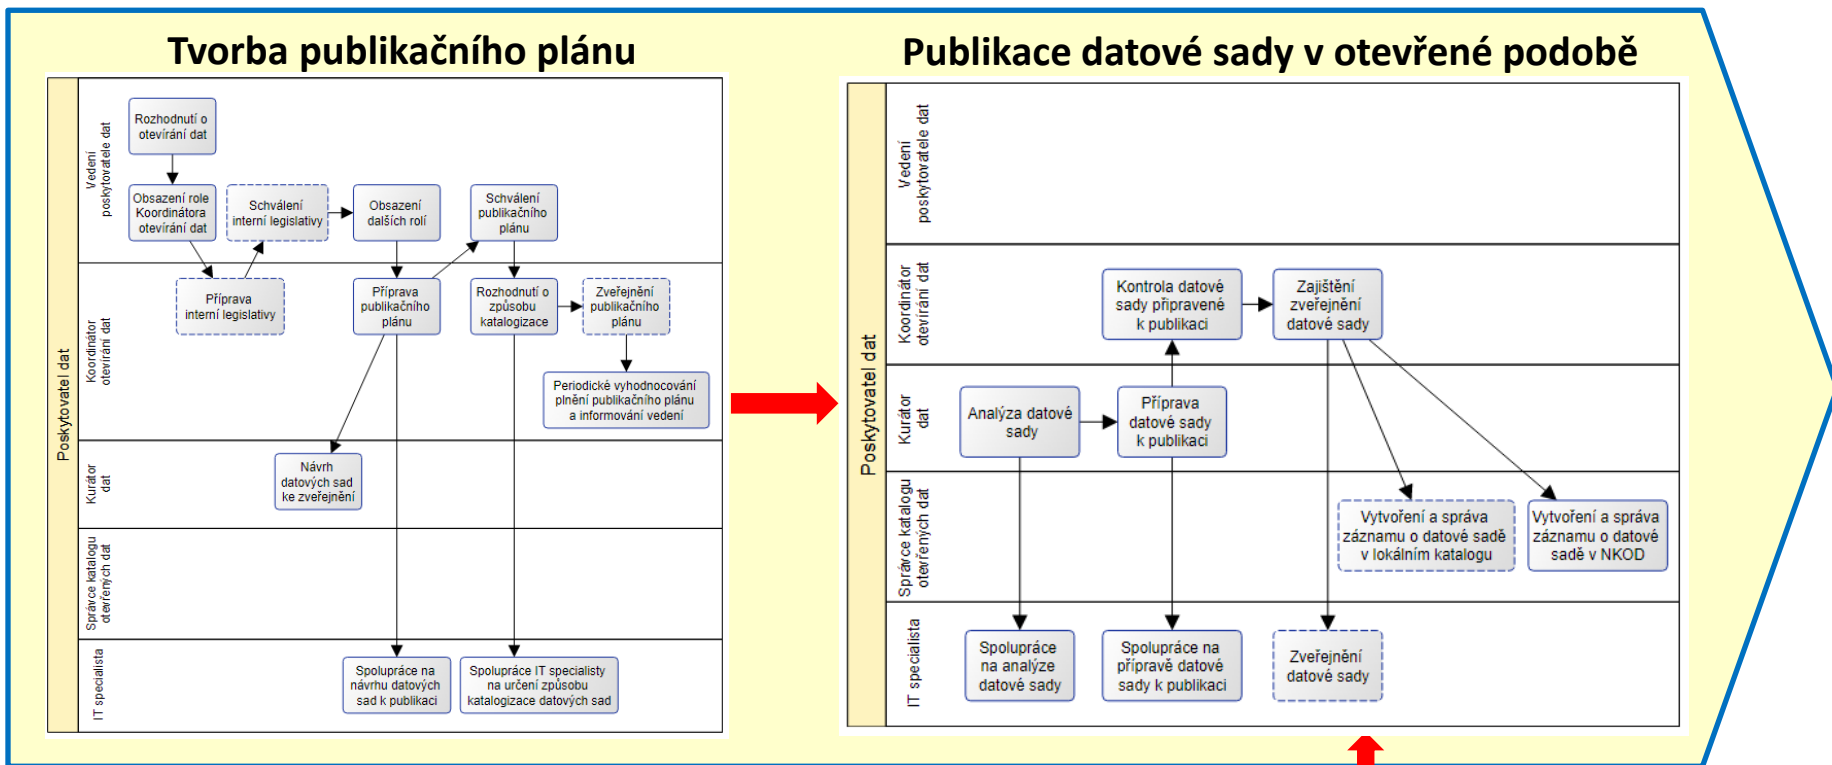 Tvorba publikačního plánu
Poskytovatel dat
Vedení
poskytovatele dat
Rozhodnutí o
otevírání dat
Obsazení role
Koordinátora
otevírání dat
Schválení
interní legislativy
Obsazení
dalších rolí
Schválení
publikačního
plánu
Koordinátor
otevírání dat
Příprava
interní legislativy
Příprava
publikačního
plánu
Rozhodnutí o
způsobu
katalogizace
Zveřejnění
publikačního
plánu
Periodické vyhodnocování
plnění publikačního plánu
a informování vedení
Kurátor
dat
Návrh
datových sad
ke zveřejnění
Správce katalogu
otevřených dat
IT specialista
Spolupráce na
návrhu datových
sad k publikaci
Spolupráce IT specialisty
na určení způsobu
katalogizace datových sad
Publikace datové sady v otevřené podobě
Poskytovatel dat
Vedení
poskytovatele dat
Koordinátor
otevírání dat
Kontrola datové
sady připravené
k publikaci
Zajištění
zveřejnění
datové sady
Kurátor
dat
Analýza datové
sady
Příprava
datové sady
k publikaci
Správce katalogu
otevřených dat
Vytvoření a správa
záznamu o datové sadě
v lokálním katalogu
Vytvoření a správa
záznamu o datové
sadě v NKOD
IT specialista
Spolupráce
na analýze
datové sady
Spolupráce na
přípravě datové
sady k publikaci
Zveřejnění
datové sady